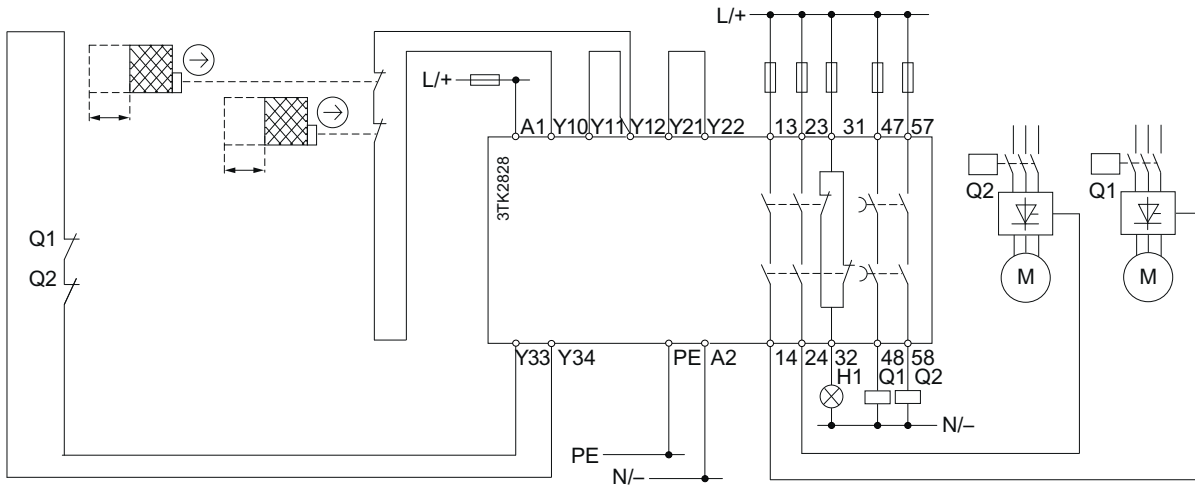 L/+
L/+
A1 Y10 Y11 Y12 Y21 Y22 13 23 31 47 57
3TK2828
Q2 Q1
Q1
Q2
M M
Y33 Y34 PE A2 14 24 32 48 58
H1 Q1 Q2
N/–
PE
N/–